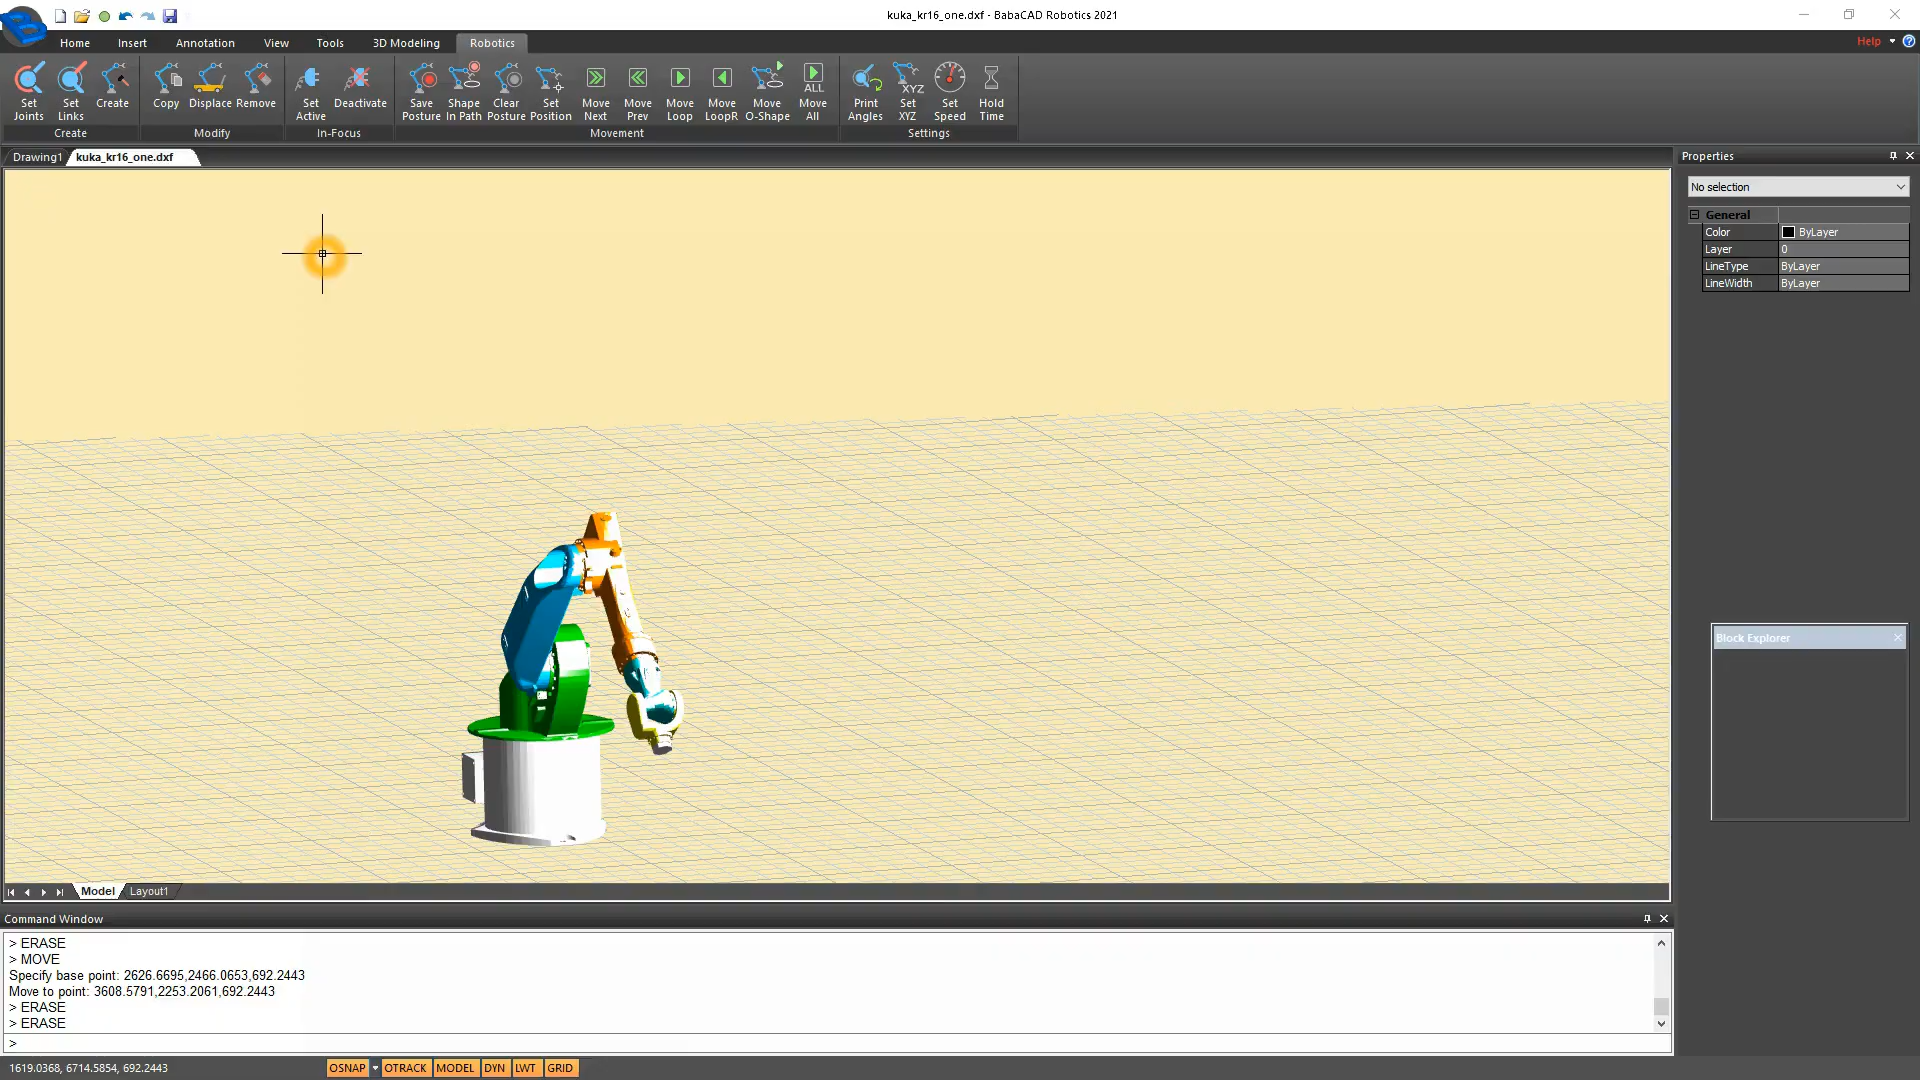 kuka_kr16_one.dxf - BabaCAD Robotics 2021
Home Insert Annotation View Tools 3D Modeling Robotics Help
Set Joints
Set Links
Create
Copy
Displace
Remove
Set Active
Deactivate
Save Posture
Shape In Path
Clear Posture
Set Position
Move Next
Move Prev
Move Loop
Move LoopR
Move O-Shape
ALL
Move All
Print Angles
XYZ
Set XYZ
Set Speed
Hold Time
Create Modify In-Focus Movement Settings
Drawing1 kuka_kr16_one.dxf
Properties
No selection
General
Color ByLayer
Layer 0
LineType ByLayer
LineWidth ByLayer
Block Explorer
Model Layout1
Command Window
> ERASE
> MOVE
Specify base point: 2626.6695,2466.0653,692.2443
Move to point: 3608.5791,2253.2061,692.2443
> ERASE
> ERASE
>
1619.0368, 6714.5854, 692.2443 OSNAP OTRACK MODEL DYN LWT GRID